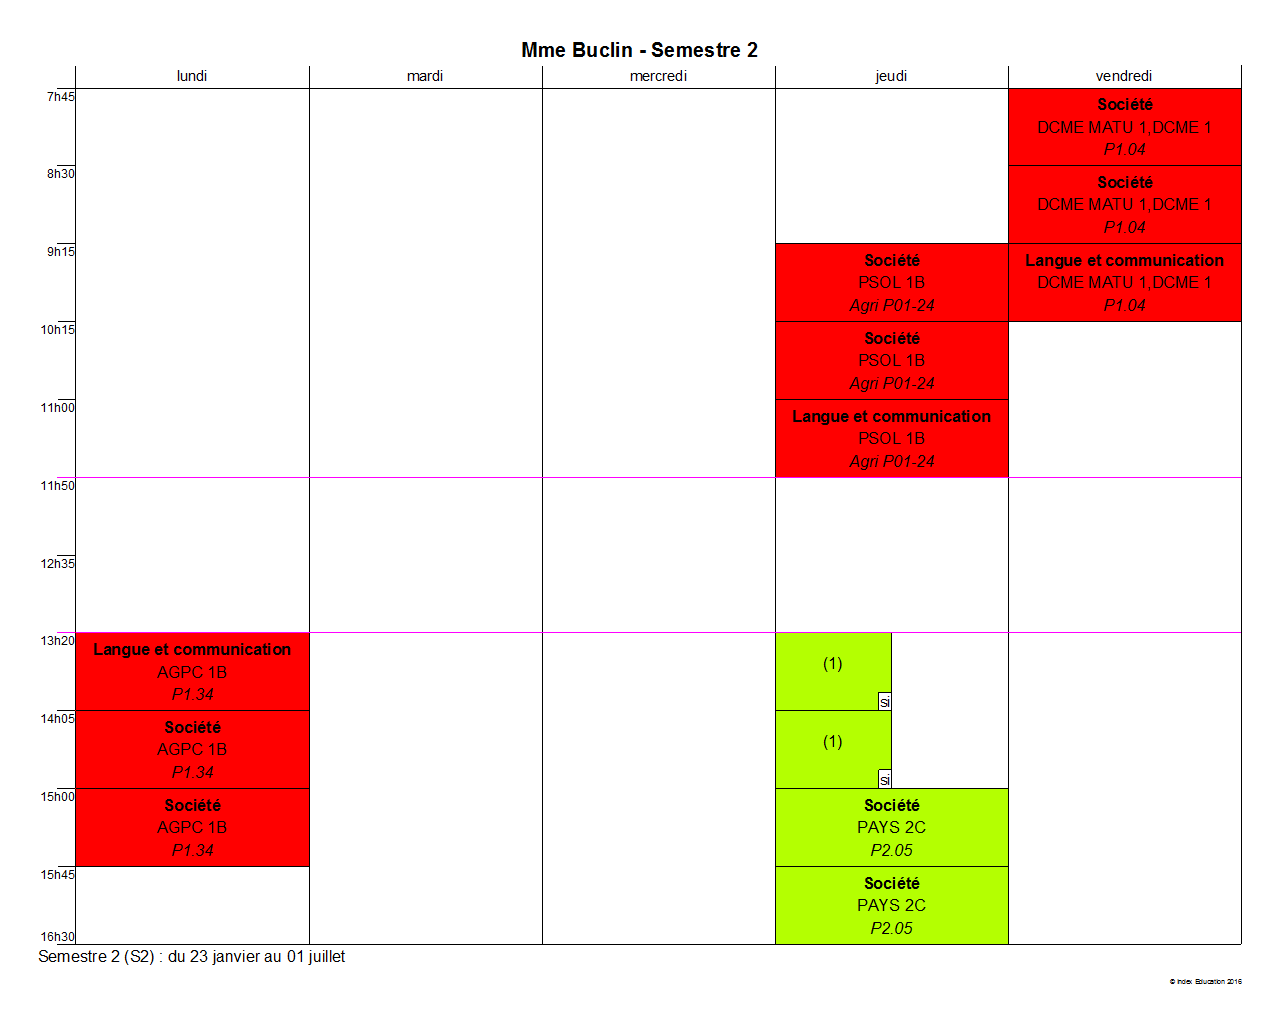 Mme Buclin - Semestre 2
lundi mardi mercredi jeudi vendredi
7h45
8h30
9h15
10h15
11h00
11h50
12h35
13h20
14h05
15h00
15h45
16h30
Langue et communication
AGPC 1B
P1.34
Société
AGPC 1B
P1.34
Société
AGPC 1B
P1.34
Société
PSOL 1B
Agri P01-24
Société
PSOL 1B
Agri P01-24
Langue et communication
PSOL 1B
Agri P01-24
(1)
si
(1)
si
Société
PAYS 2C
P2.05
Société
PAYS 2C
P2.05
Société
DCME MATU 1,DCME 1
P1.04
Société
DCME MATU 1,DCME 1
P1.04
Langue et communication
DCME MATU 1,DCME 1
P1.04
Semestre 2 (S2) : du 23 janvier au 01 juillet
© Index Education 2016